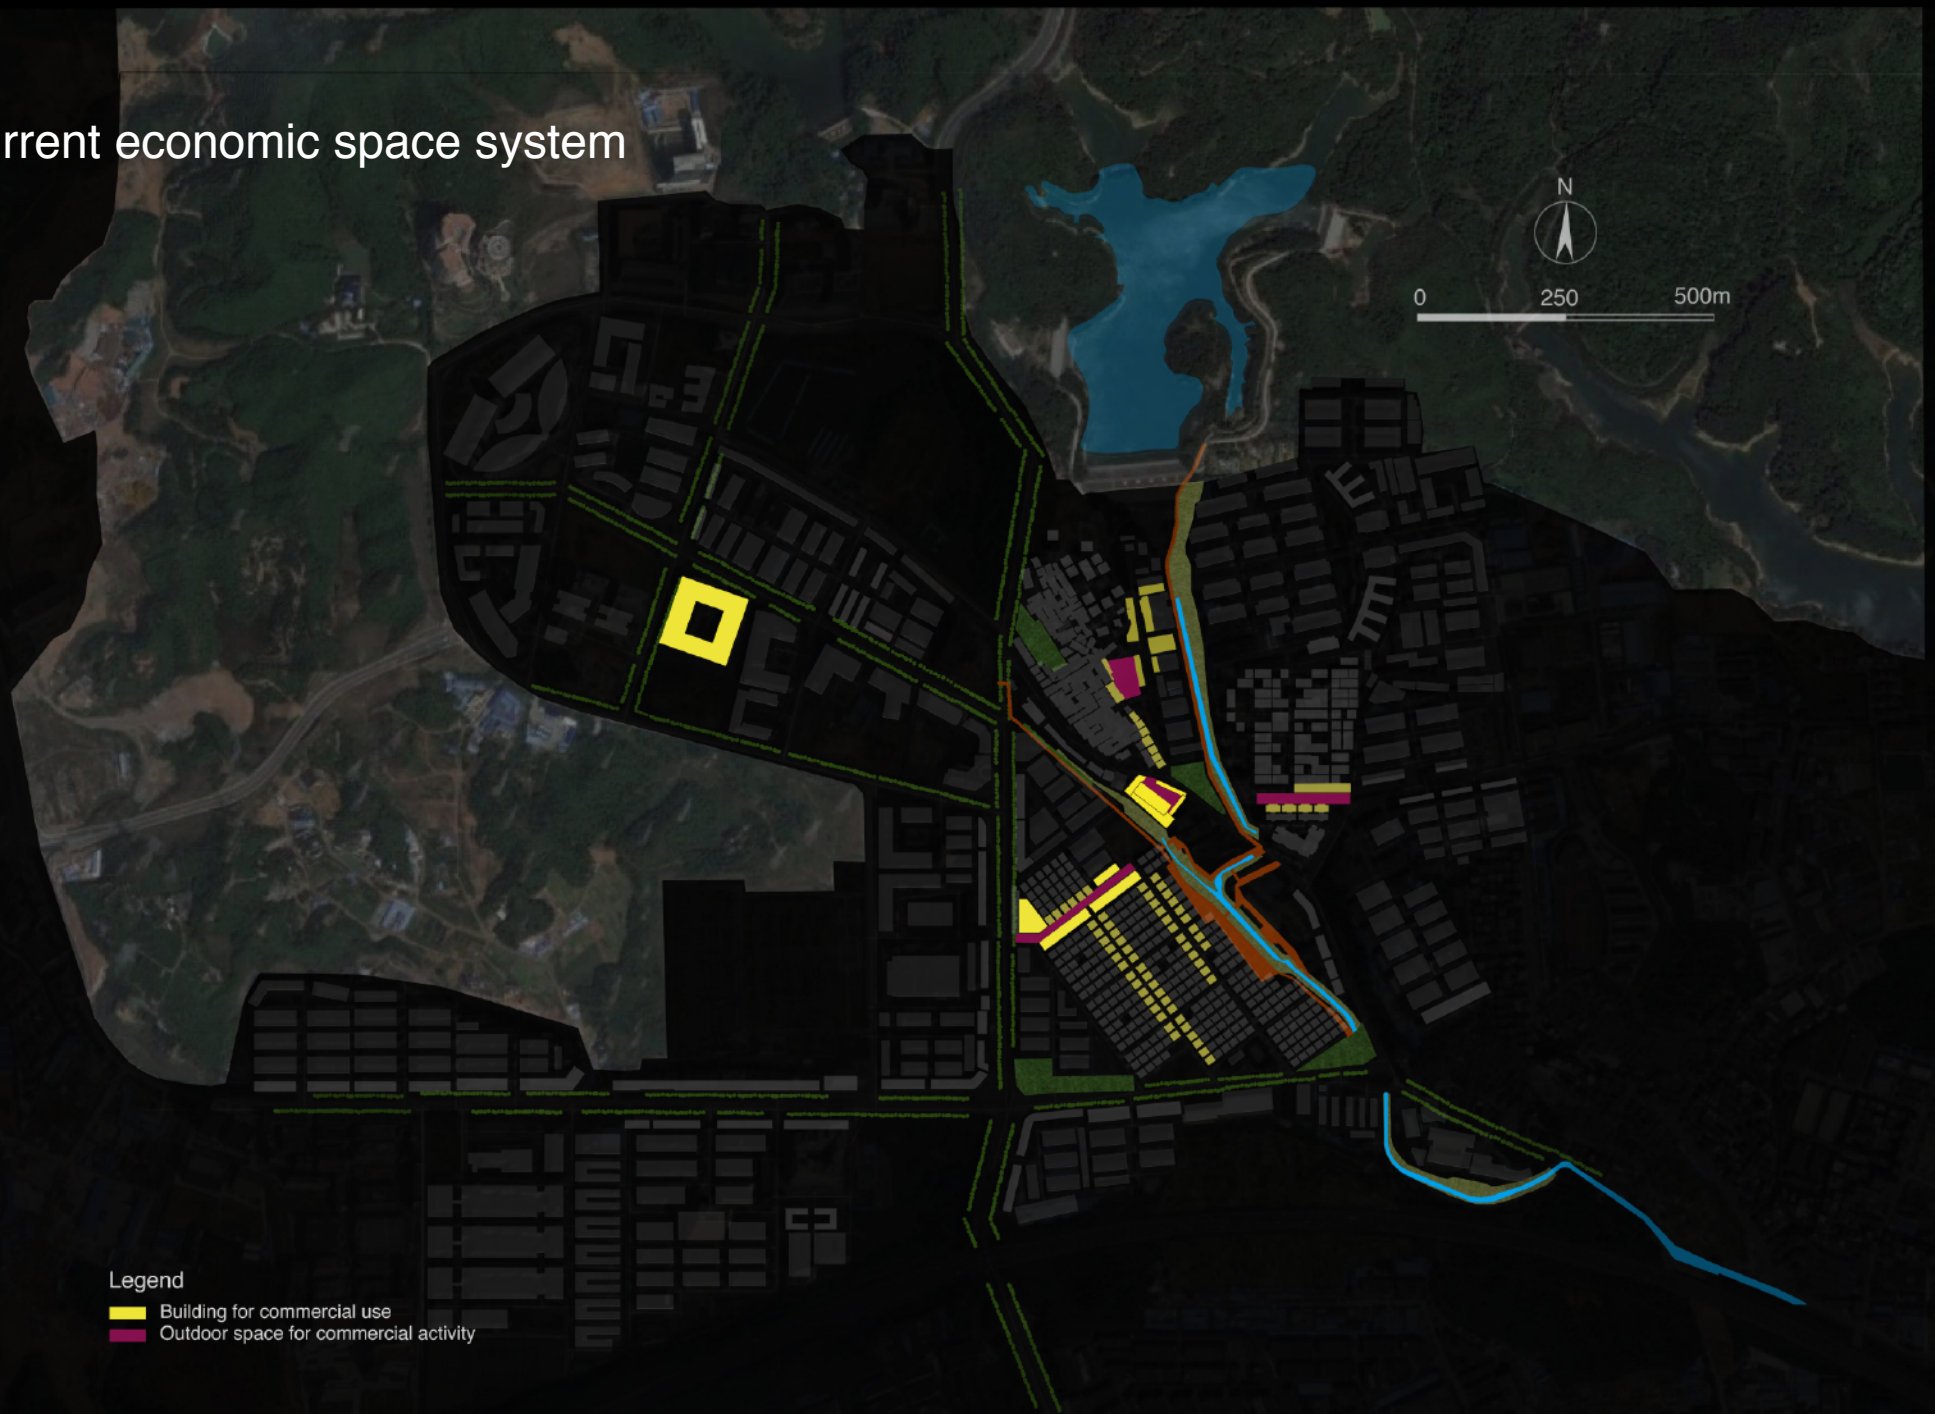 rrent economic space system
N
0 250 500m
Legend
Building for commercial use
Outdoor space for commercial activity